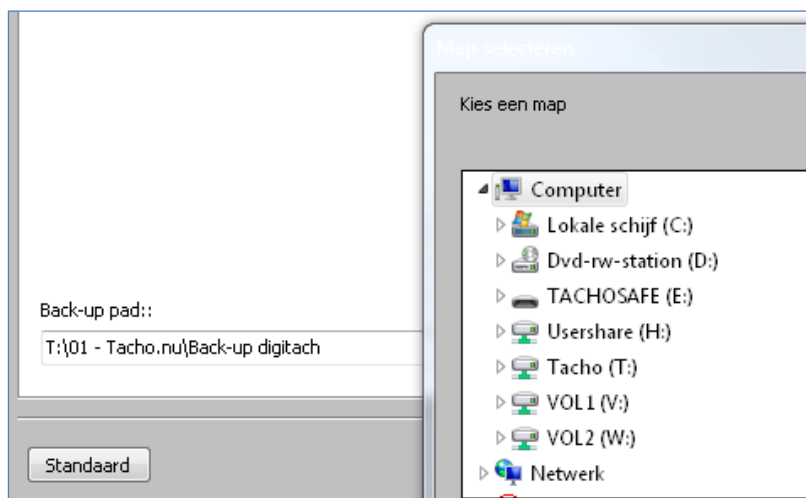 Map selecteren
Kies een map
Computer
Lokale schijf (C:)
Dvd-rw-station (D:)
TACHOSAFE (E:)
Usershare (H:)
Tacho (T:)
VOL1 (V:)
VOL2 (W:)
Netwerk
Back-up pad::
T:\01 - Tacho.nu\Back-up digitach
Standaard